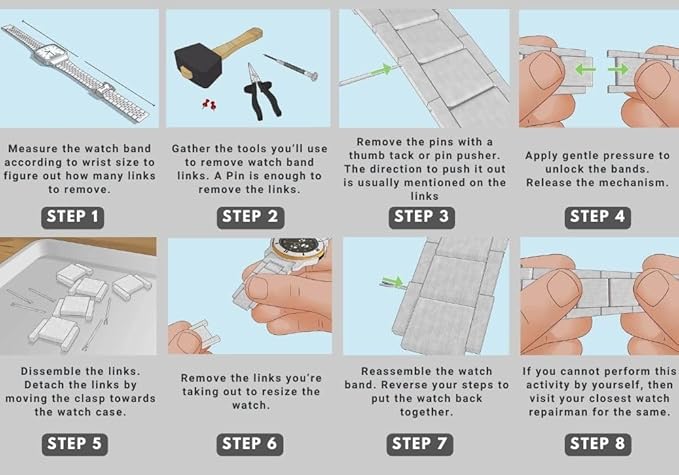 Measure the watch band
according to wrist size to
figure out how many links
to remove.
STEP 1
Gather the tools you'll use
to remove watch band
links. A Pin is enough to
remove the links.
STEP 2
Remove the pins with a
thumb tack or pin pusher.
The direction to push it out
is usually mentioned on the
links
STEP 3
Apply gentle pressure to
unlock the bands.
Release the mechanism.
STEP 4
Dissemble the links.
Detach the links by
moving the clasp towards
the watch case.
STEP 5
Remove the links you're
taking out to resize the
watch.
STEP 6
Reassemble the watch
band. Reverse your steps to
put the watch back
together.
STEP 7
If you cannot perform this
activity by yourself, then
visit your closest watch
repairman for the same.
STEP 8